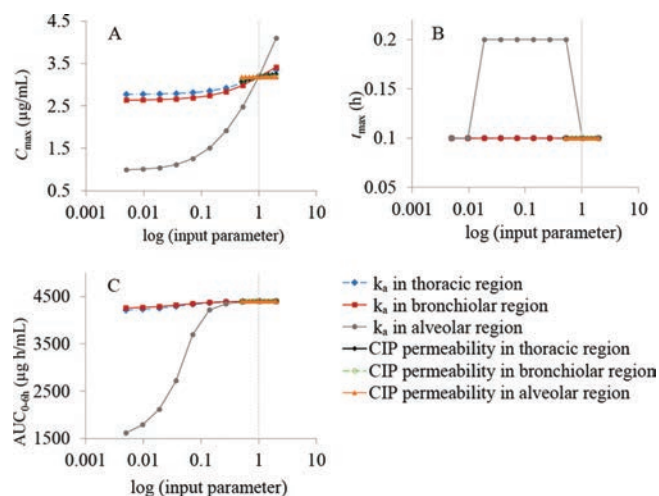 A
4.5
3.5
2.5
1.5
0.5
Cmax (µg/mL)
0.001 0.01 0.1 1 10
log (input parameter)
B
0.2
0.15
0.1
0.05
tmax (h)
0.001 0.01 0.1 1 10
log (input parameter)
C
4500
3500
2500
1500
AUC0-6h (µg h/mL)
0.001 0.01 0.1 1 10
log (input parameter)
ka in thoracic region
ka in bronchiolar region
ka in alveolar region
CIP permeability in thoracic region
CIP permeability in bronchiolar region
CIP permeability in alveolar region